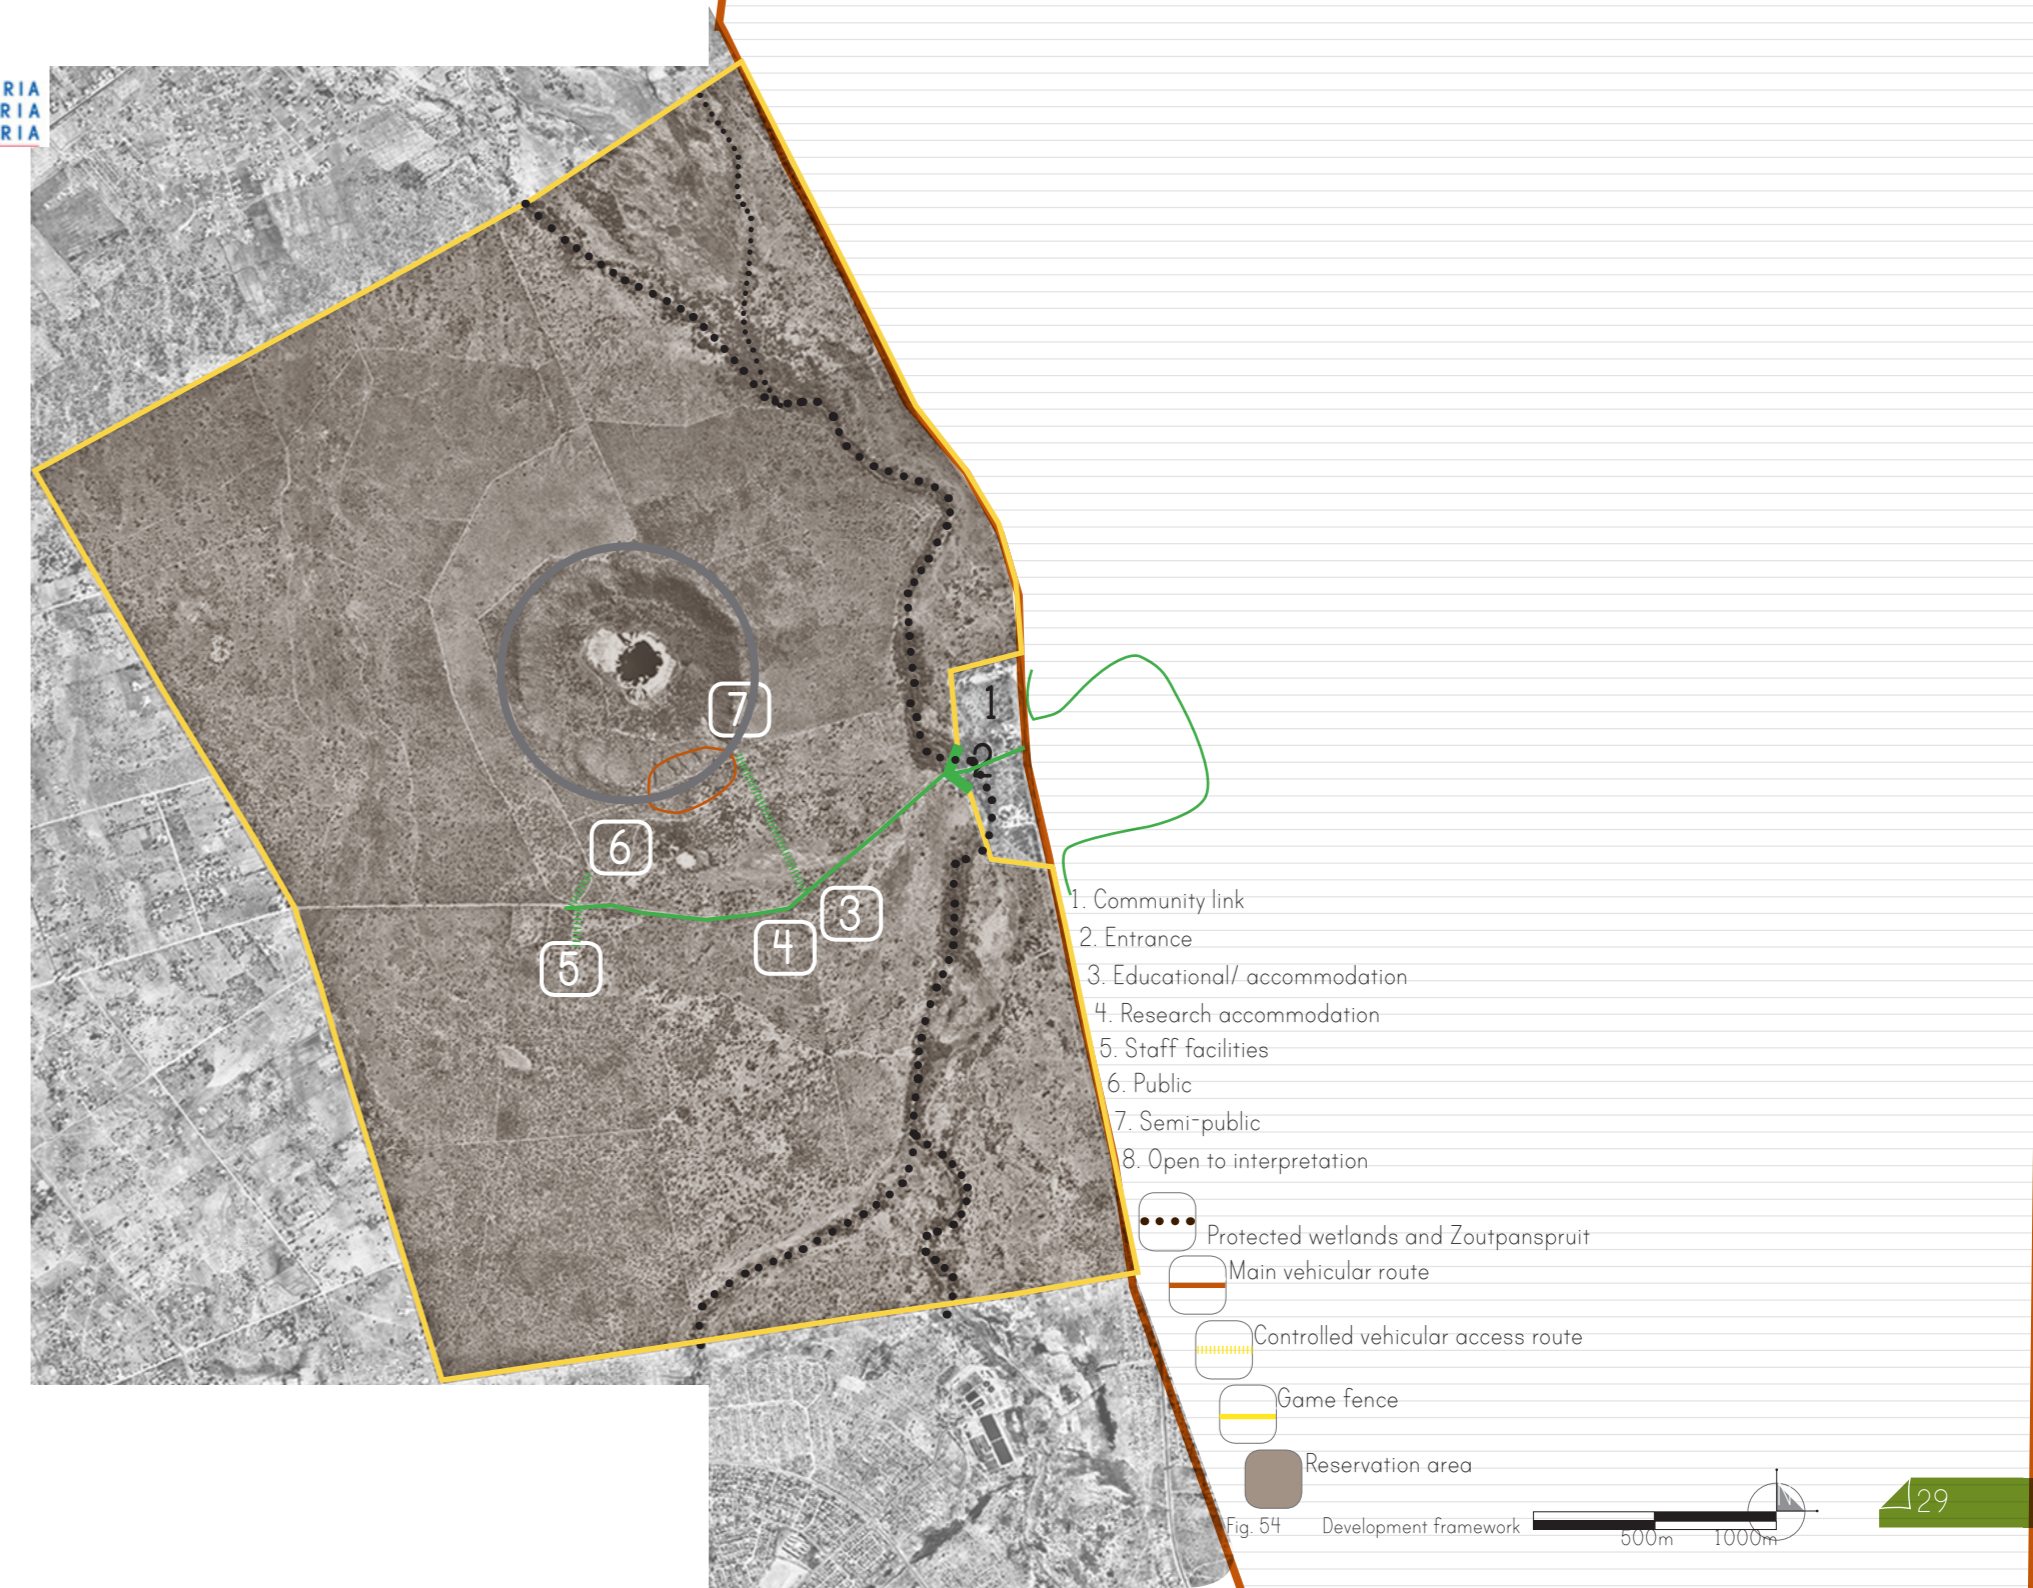 RIA
RIA
RIA
1
2
7
6
3
4
5
1. Community link
2. Entrance
3. Educational/ accommodation
4. Research accommodation
5. Staff facilities
6. Public
7. Semi-public
8. Open to interpretation
Protected wetlands and Zoutpanspruit
Main vehicular route
Controlled vehicular access route
Game fence
Reservation area
Fig. 54 Development framework
500m 1000m
29